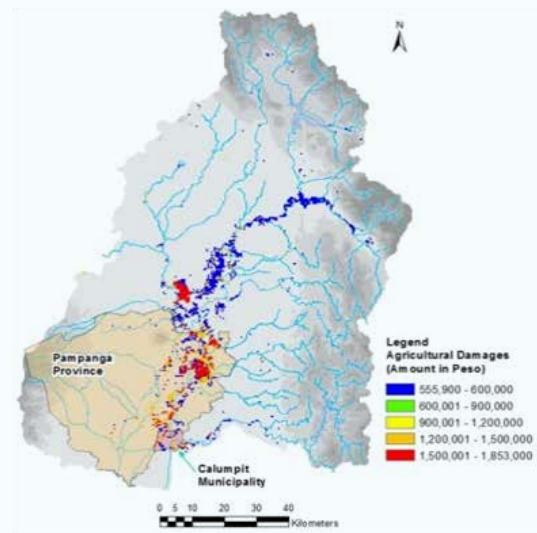 N
Pampanga
Province
Legend
Agricultural Damages
(Amount in Peso)
555,900 - 600,000
600,001 - 900,000
900,001 - 1,200,000
1,200,001 - 1,500,000
1,500,001 - 1,853,000
Calumpit
Municipality
0 5 10 20 30 40
Kilometers